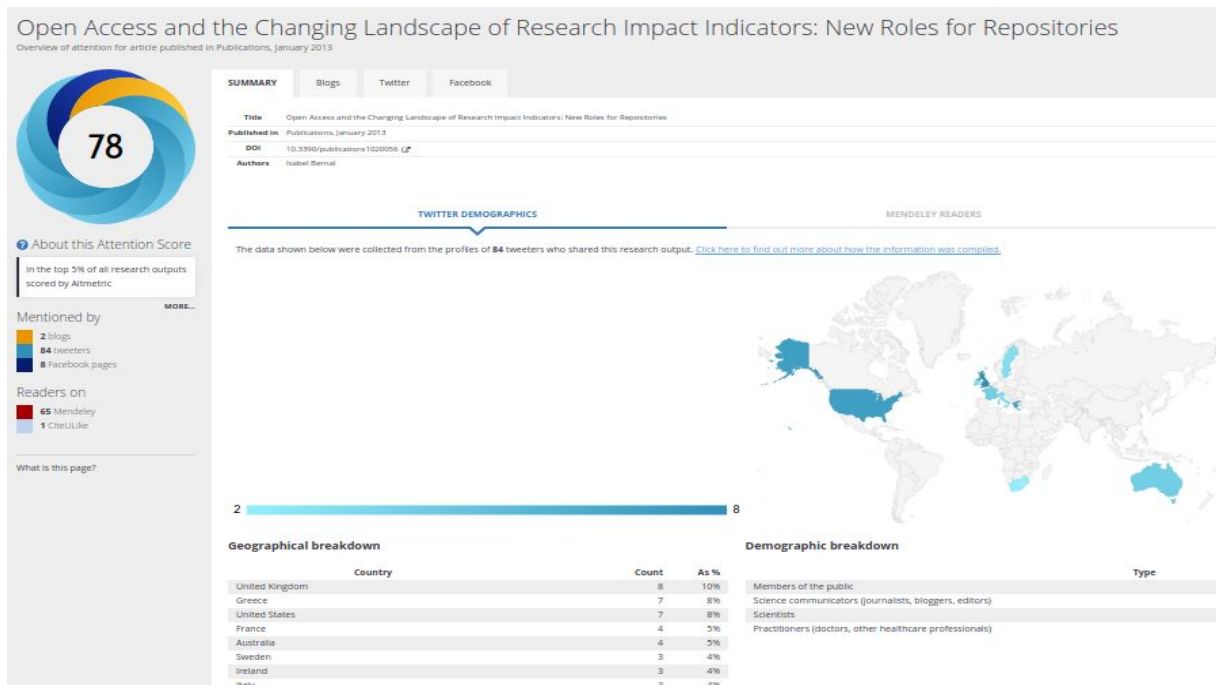 Open Access and the Changing Landscape of Research Impact Indicators: New Roles for Repositories
Overview of attention for article published in Publications, January 2013
78
About this Attention Score
In the top 5% of all research outputs
scored by Altmetric
MORE...
Mentioned by
2 blogs
84 tweeters
8 Facebook pages
Readers on
65 Mendeley
1 CiteULike
What is this page?
SUMMARY Blogs Twitter Facebook
Title Open Access and the Changing Landscape of Research Impact Indicators: New Roles for Repositories
Published in Publications, January 2013
DOI 10.3390/publications1020056
Authors Isabel Bernal
TWITTER DEMOGRAPHICS MENDELEY READERS
The data shown below were collected from the profiles of 84 tweeters who shared this research output. Click here to find out more about how the information was compiled.
2 8
Geographical breakdown
Country Count As %
United Kingdom 8 10%
Greece 7 8%
United States 7 8%
France 4 5%
Australia 4 5%
Sweden 3 4%
Ireland 3 4%
Demographic breakdown
Type
Members of the public
Science communicators (journalists, bloggers, editors)
Scientists
Practitioners (doctors, other healthcare professionals)